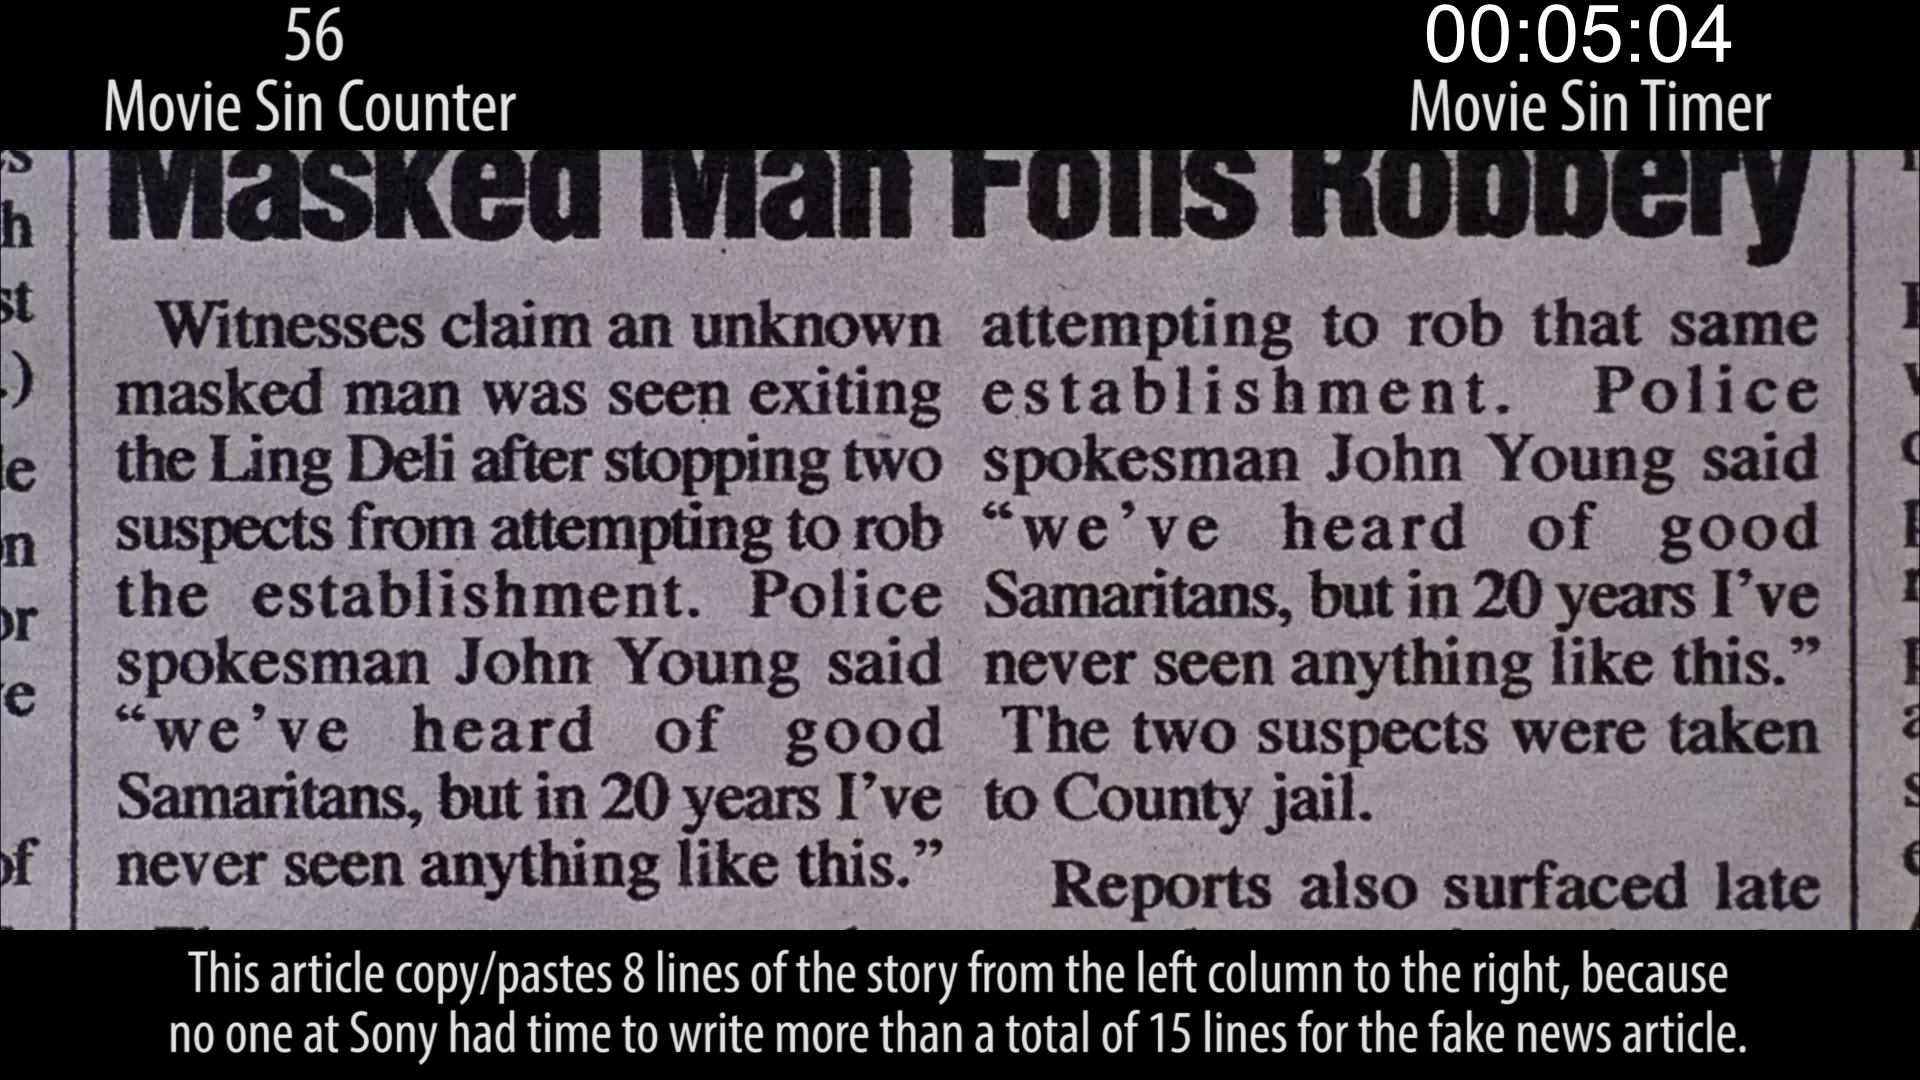 56
Movie Sin Counter
00:05:04
Movie Sin Timer
Masked Man Foils Robbery
Witnesses claim an unknown
masked man was seen exiting
the Ling Deli after stopping two
suspects from attempting to rob
the establishment. Police
spokesman John Young said
“we’ve heard of good
Samaritans, but in 20 years I’ve
never seen anything like this.”
attempting to rob that same
establishment. Police
spokesman John Young said
“we’ve heard of good
Samaritans, but in 20 years I’ve
never seen anything like this.”
The two suspects were taken
to County jail.
Reports also surfaced late
This article copy/pastes 8 lines of the story from the left column to the right, because
no one at Sony had time to write more than a total of 15 lines for the fake news article.